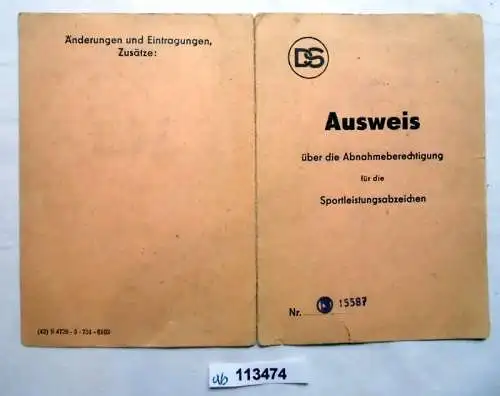 Änderungen und Eintragungen,
Zusätze:
DS
Ausweis
über die Abnahmeberechtigung
für die
Sportleistungsabzeichen
Nr. 15587
113474